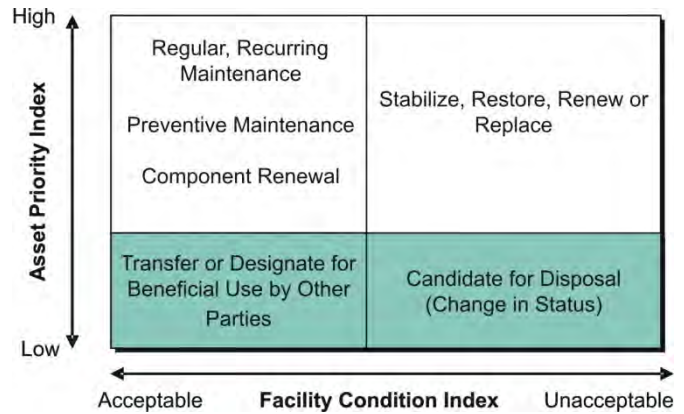 High
Asset Priority Index
Low
Regular, Recurring
Maintenance
Preventive Maintenance
Component Renewal
Stabilize, Restore, Renew or
Replace
Transfer or Designate for
Beneficial Use by Other
Parties
Candidate for Disposal
(Change in Status)
Acceptable
Facility Condition Index
Unacceptable